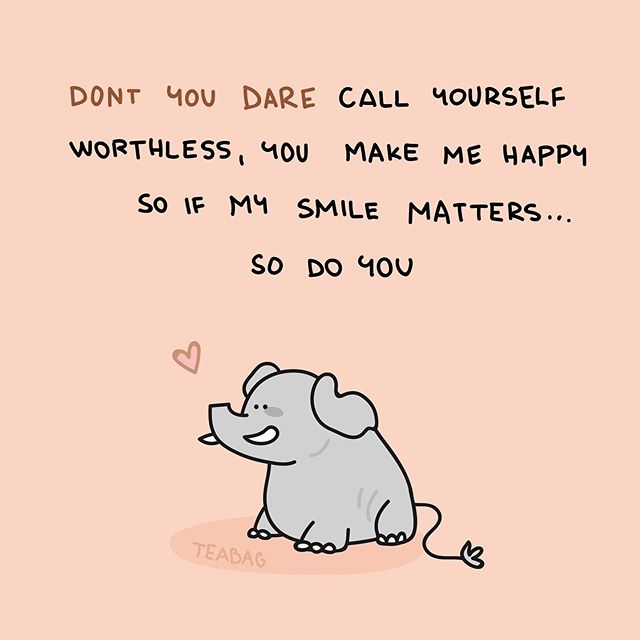 DONT YOU DARE CALL YOURSELF
WORTHLESS, YOU MAKE ME HAPPY
SO IF MY SMILE MATTERS...
SO DO YOU
TEABAG